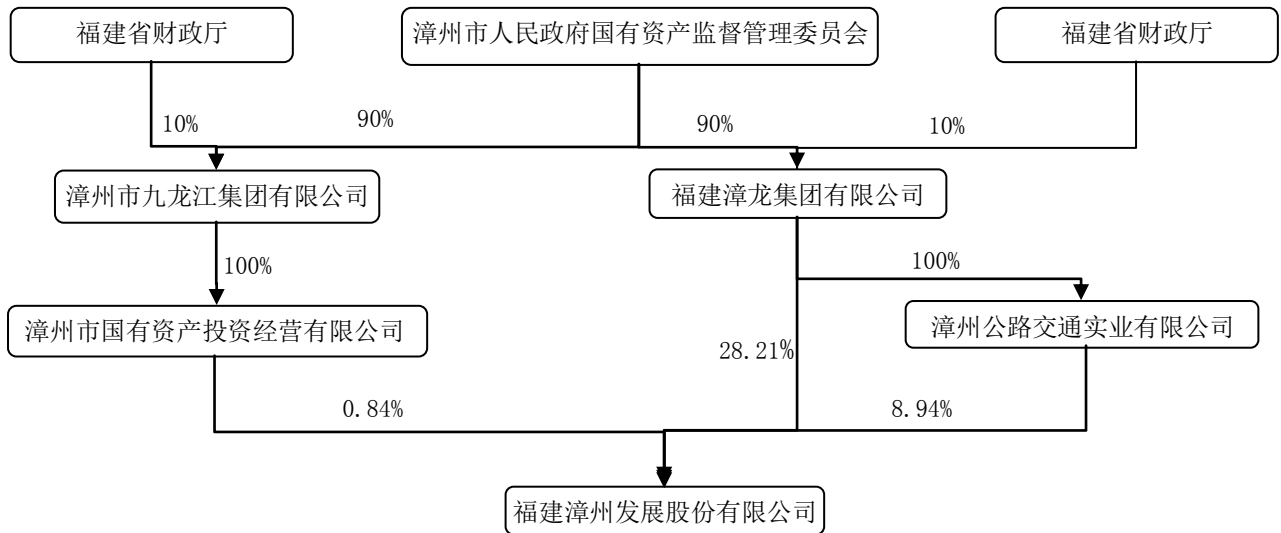 福建省财政厅
漳州市人民政府国有资产监督管理委员会
福建省财政厅
10%
90%
90%
10%
漳州市九龙江集团有限公司
福建漳龙集团有限公司
100%
100%
漳州市国有资产投资经营有限公司
漳州公路交通实业有限公司
28.21%
0.84%
8.94%
福建漳州发展股份有限公司